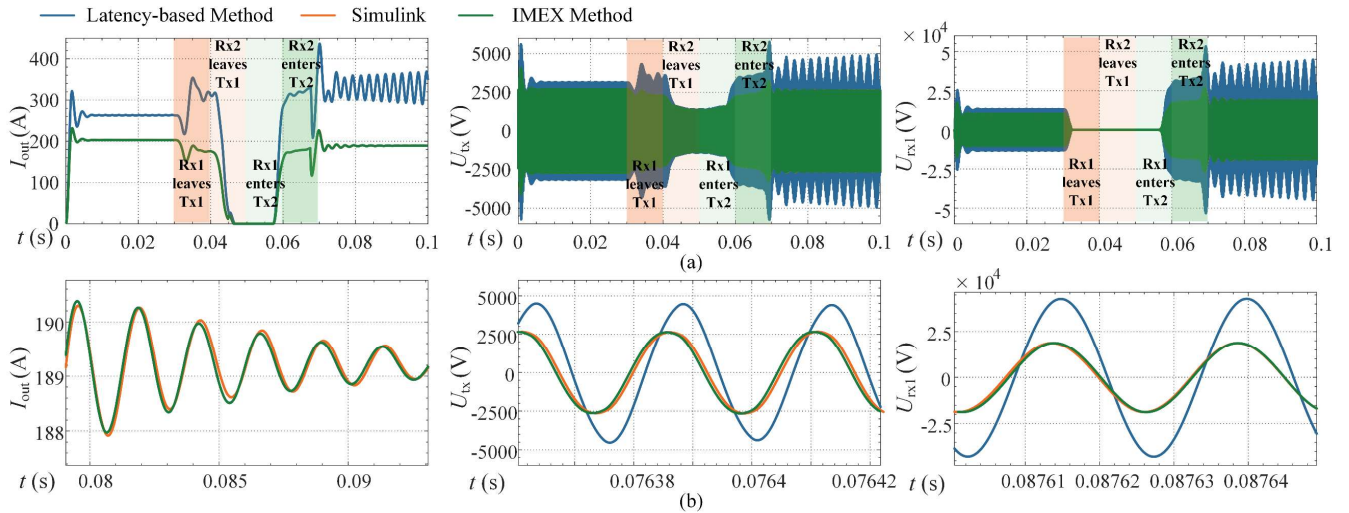 Latency-based Method Simulink IMEX Method
I_out (A)
400
300
200
100
0
Rx2 leaves Tx1
Rx2 enters Tx2
Rx1 leaves Tx1
Rx1 enters Tx2
t (s) 0 0.02 0.04 0.06 0.08 0.1
U_tx (V)
5000
2500
0
-2500
-5000
Rx2 leaves Tx1
Rx2 enters Tx2
Rx1 leaves Tx1
Rx1 enters Tx2
t (s) 0 0.02 0.04 0.06 0.08 0.1
U_rx1 (V)
× 10^4
5
2.5
0
-2.5
-5
Rx2 leaves Tx1
Rx2 enters Tx2
Rx1 leaves Tx1
Rx1 enters Tx2
t (s) 0 0.02 0.04 0.06 0.08 0.1
(a)
I_out (A)
190
189
188
t (s) 0.08 0.085 0.09
U_tx (V)
5000
2500
0
-2500
-5000
t (s) 0.07638 0.0764 0.07642
U_rx1 (V)
× 10^4
2.5
0
-2.5
t (s) 0.08761 0.08762 0.08763 0.08764
(b)